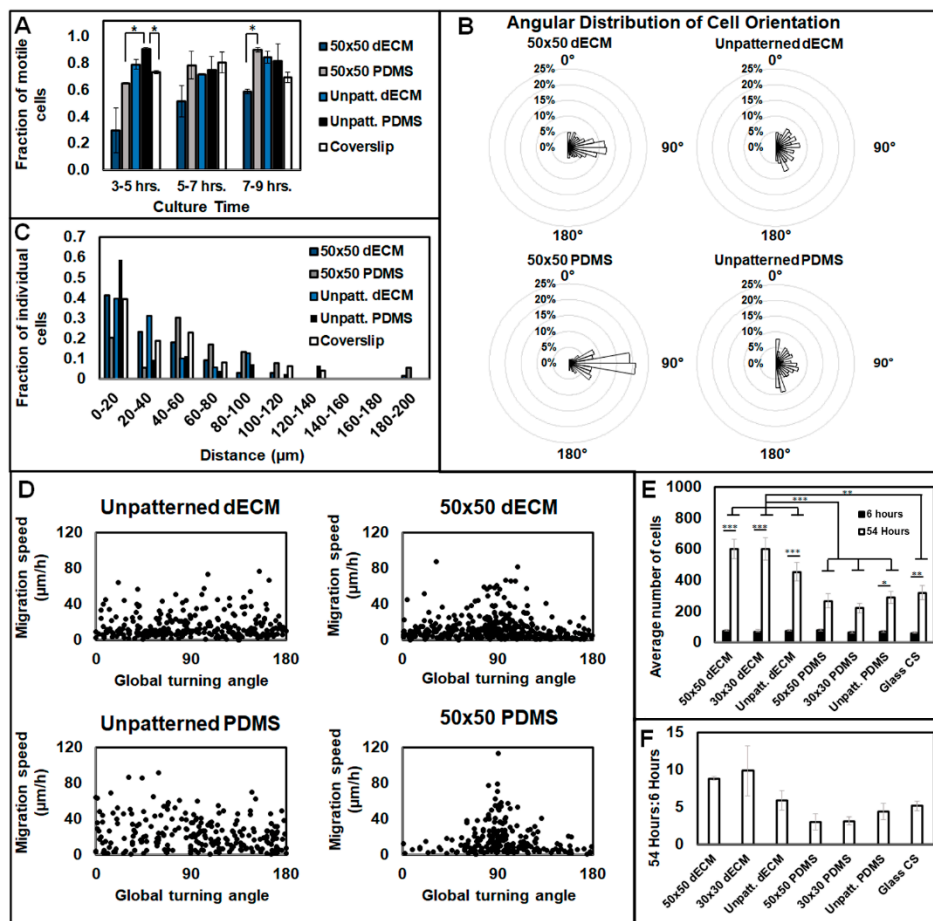 A
Fraction of motile cells
1.0
0.8
0.6
0.4
0.2
0.0
*
*
*
3-5 hrs.
5-7 hrs.
7-9 hrs.
Culture Time
50x50 dECM
50x50 PDMS
Unpatt. dECM
Unpatt. PDMS
Coverslip
B
Angular Distribution of Cell Orientation
50x50 dECM
0°
25%
20%
15%
10%
5%
0%
90°
180°
Unpatterned dECM
0°
25%
20%
15%
10%
5%
0%
90°
180°
50x50 PDMS
0°
25%
20%
15%
10%
5%
0%
90°
180°
Unpatterned PDMS
0°
25%
20%
15%
10%
5%
0%
90°
180°
C
Fraction of individual cells
0.7
0.6
0.5
0.4
0.3
0.2
0.1
0
50x50 dECM
50x50 PDMS
Unpatt. dECM
Unpatt. PDMS
Coverslip
0-20
20-40
40-60
60-80
80-100
100-120
120-140
140-160
160-180
180-200
Distance (µm)
D
Unpatterned dECM
Migration speed
(µm/h)
120
80
40
0
0
90
180
Global turning angle
50x50 dECM
Migration speed
(µm/h)
120
80
40
0
0
90
180
Global turning angle
Unpatterned PDMS
Migration speed
(µm/h)
120
80
40
0
0
90
180
Global turning angle
50x50 PDMS
Migration speed
(µm/h)
120
80
40
0
0
90
180
Global turning angle
E
Average number of cells
1000
800
600
400
200
0
**
***
6 hours
54 Hours
***
***
***
*
**
50x50 dECM
30x30 dECM
Unpatt. dECM
50x50 PDMS
30x30 PDMS
Unpatt. PDMS
Glass CS
F
54 Hours:6 Hours
15
10
5
0
50x50 dECM
30x30 dECM
Unpatt. dECM
50x50 PDMS
30x30 PDMS
Unpatt. PDMS
Glass CS